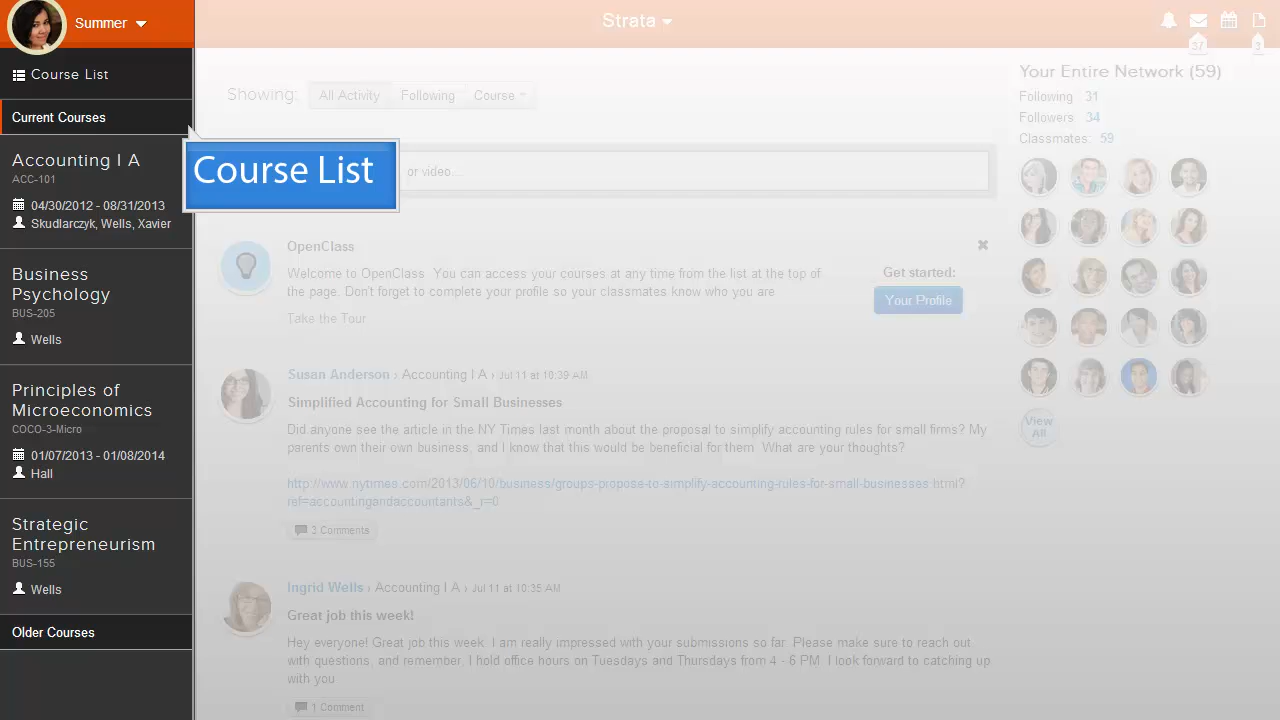 Summer
Strata
37
3
Course List
Current Courses
Accounting I A
ACC-101
04/30/2012 - 08/31/2013
Skudlarczyk, Wells, Xavier
Business
Psychology
BUS-205
Wells
Principles of
Microeconomics
COCO-3-Micro
01/07/2013 - 01/08/2014
Hall
Strategic
Entrepreneurism
BUS-155
Wells
Older Courses
Course List
Showing: All Activity Following Course
or video...
OpenClass
Welcome to OpenClass. You can access your courses at any time from the list at the top of
the page. Don't forget to complete your profile so your classmates know who you are
Take the Tour
Get started:
Your Profile
Susan Anderson › Accounting I A › Jul 11 at 10:39 AM
Simplified Accounting for Small Businesses
Did anyone see the article in the NY Times last month about the proposal to simplify accounting rules for small firms? My
parents own their own business, and I know that this would be beneficial for them. What are your thoughts?
http://www.nytimes.com/2013/06/10/business/groups-propose-to-simplify-accounting-rules-for-small-businesses.html?
ref=accountingandaccountants&_r=0
3 Comments
Ingrid Wells › Accounting I A › Jul 11 at 10:35 AM
Great job this week!
Hey everyone! Great job this week. I am really impressed with your submissions so far. Please make sure to reach out
with questions, and remember, I hold office hours on Tuesdays and Thursdays from 4 - 6 PM. I look forward to catching up
with you
1 Comment
Your Entire Network (59)
Following 31
Followers 34
Classmates: 59
View
All